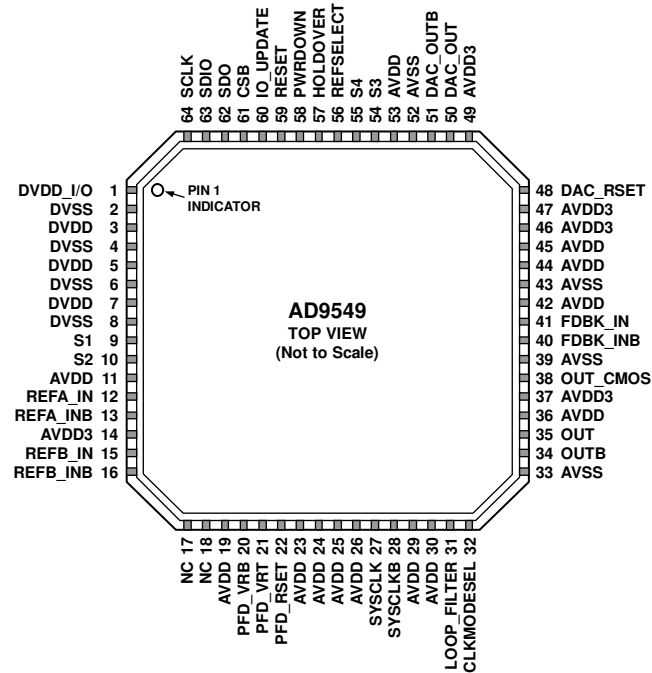 64 SCLK
63 SDIO
62 SDO
61 CSB
60 IO_UPDATE
59 RESET
58 PWRDOWN
57 HOLDOVER
56 REFSELECT
55 S4
54 S3
53 AVDD
52 AVSS
51 DAC_OUTB
50 DAC_OUT
49 AVDD3
DVDD_I/O 1
DVSS 2
DVDD 3
DVSS 4
DVDD 5
DVSS 6
DVDD 7
DVSS 8
S1 9
S2 10
AVDD 11
REFA_IN 12
REFA_INB 13
AVDD3 14
REFB_IN 15
REFB_INB 16
PIN 1
INDICATOR
AD9549
TOP VIEW
(Not to Scale)
48 DAC_RSET
47 AVDD3
46 AVDD3
45 AVDD
44 AVDD
43 AVSS
42 AVDD
41 FDBK_IN
40 FDBK_INB
39 AVSS
38 OUT_CMOS
37 AVDD3
36 AVDD
35 OUT
34 OUTB
33 AVSS
NC 17
NC 18
AVDD 19
PFD_VRB 20
PFD_VRT 21
PFD_RSET 22
AVDD 23
AVDD 24
AVDD 25
AVDD 26
SYSCLK 27
SYSCLKB 28
AVDD 29
AVDD 30
LOOP_FILTER 31
CLKMODESEL 32